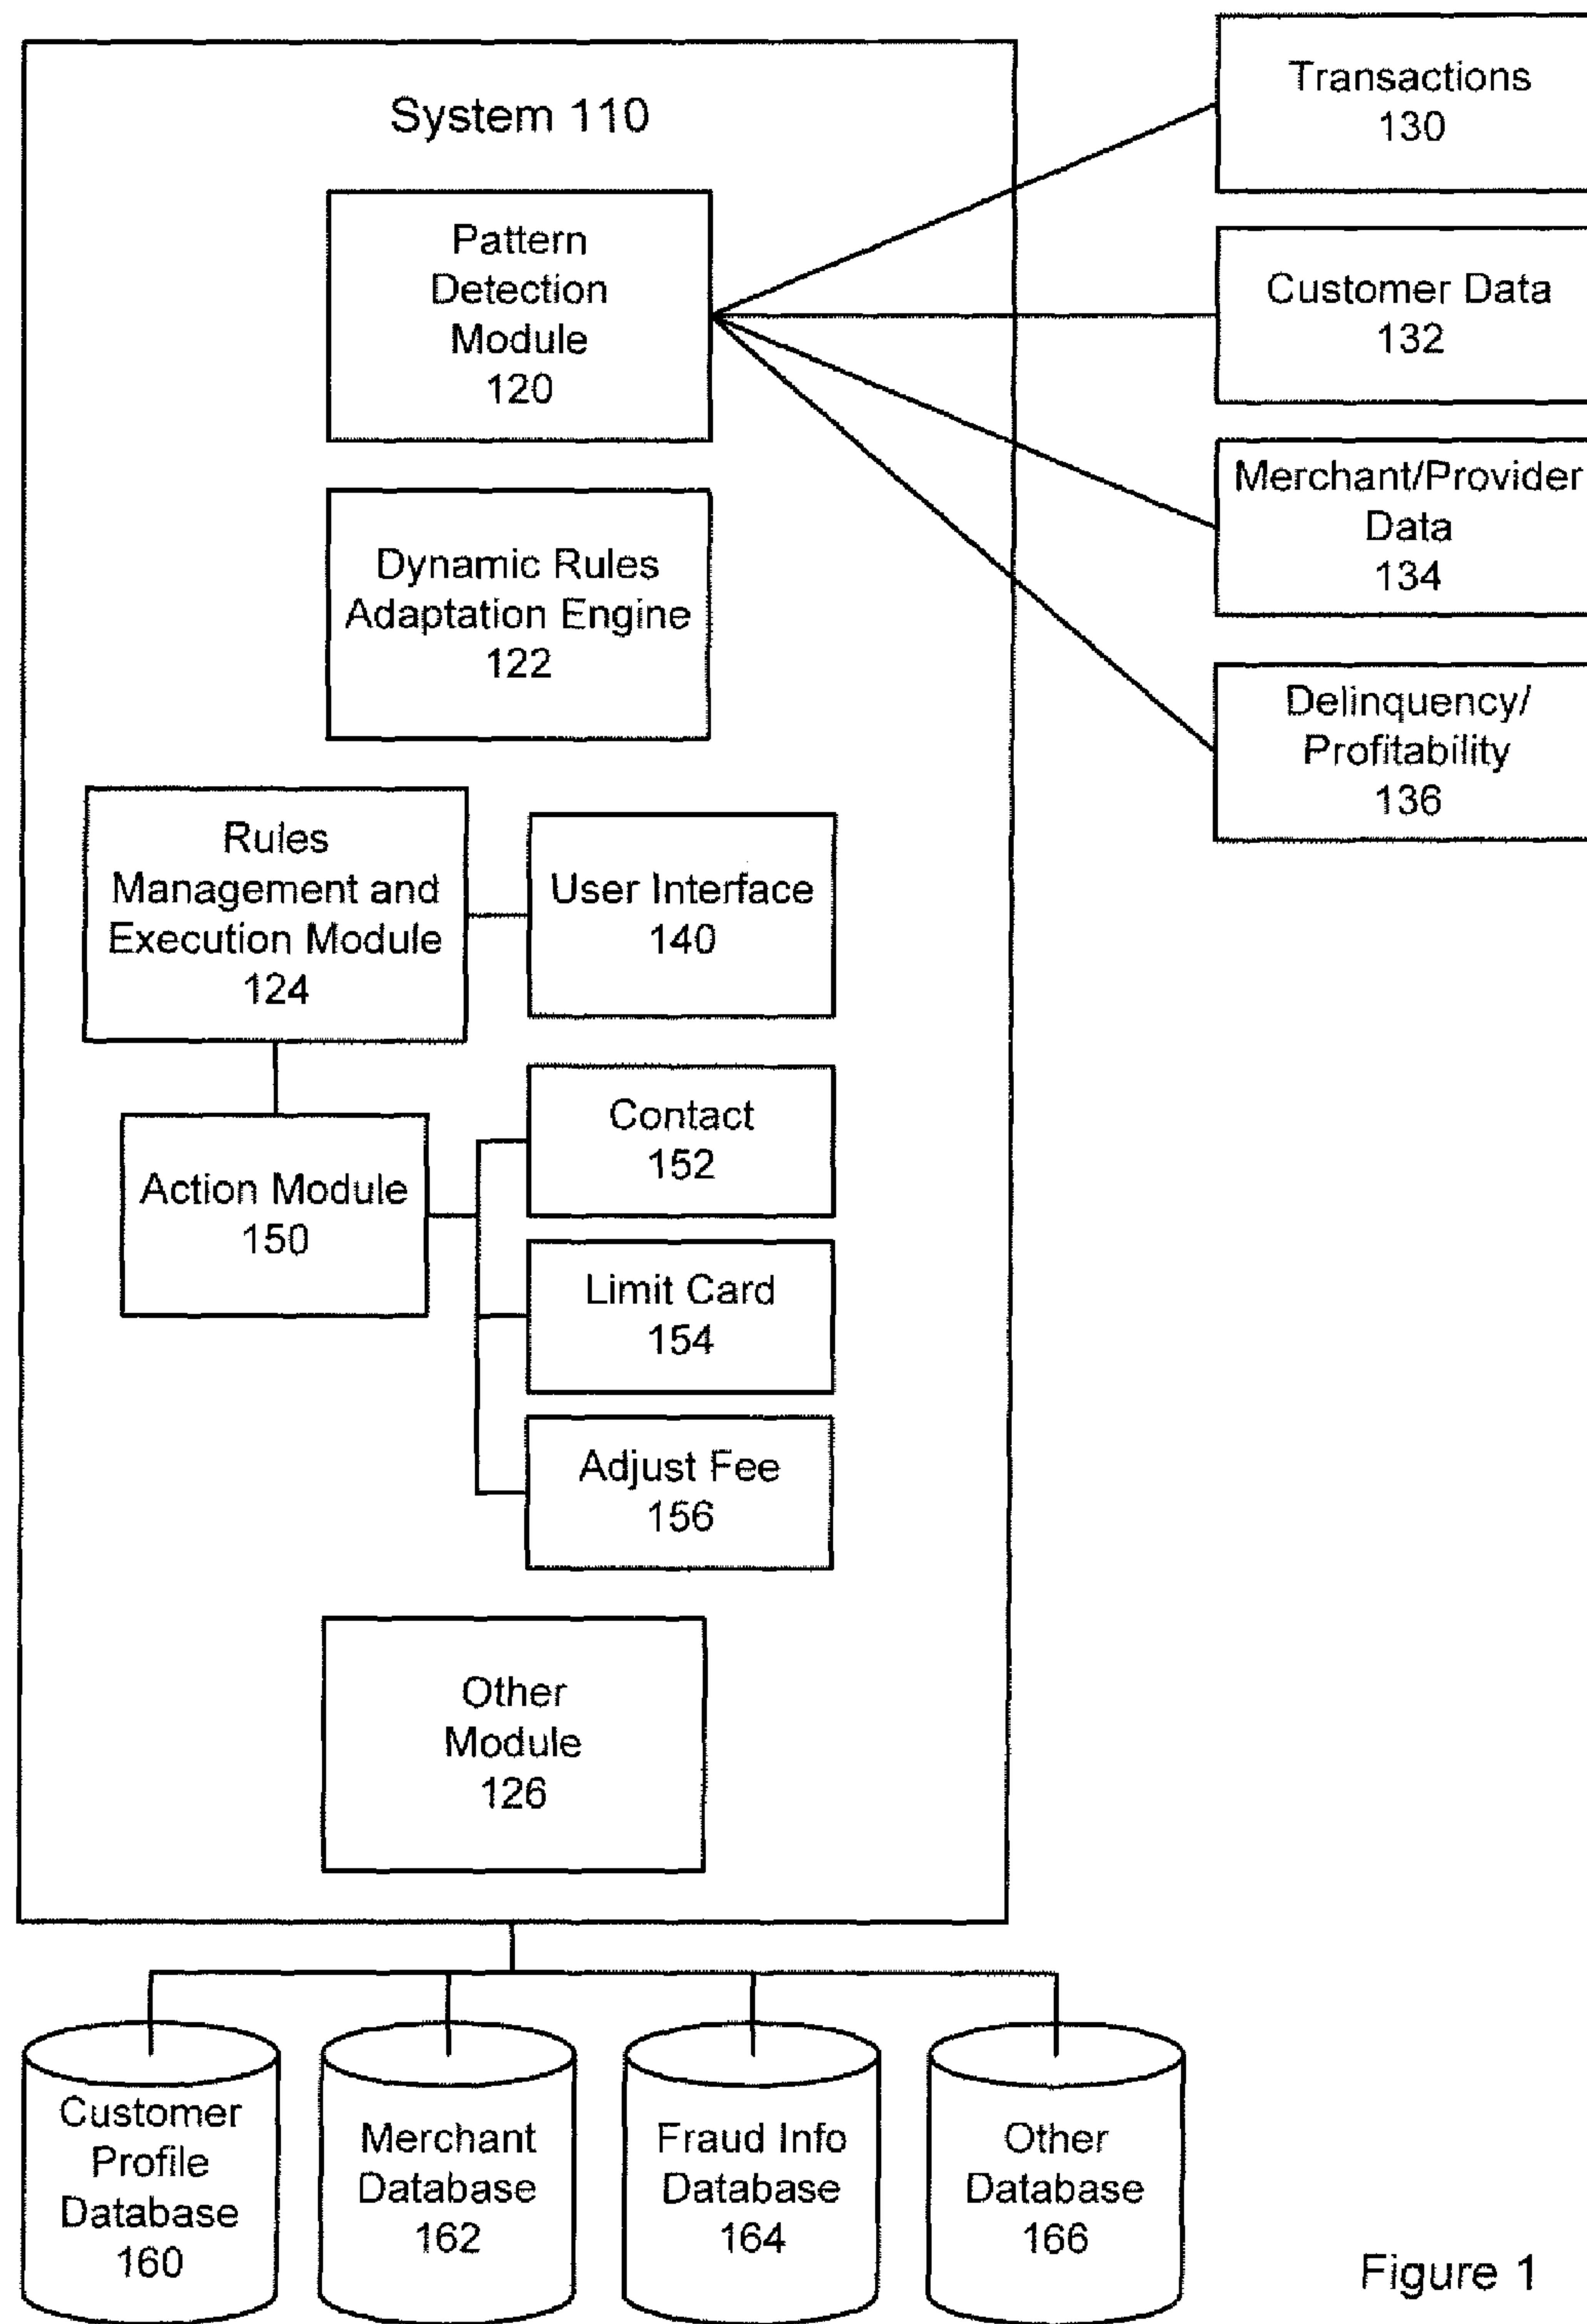 System 110
Pattern
Detection
Module
120
Dynamic Rules
Adaptation Engine
122
Rules
Management and
Execution Module
124
User Interface
140
Action Module
150
Contact
152
Limit Card
154
Adjust Fee
156
Other
Module
126
Transactions
130
Customer Data
132
Merchant/Provider
Data
134
Delinquency/
Profitability
136
Customer
Profile
Database
160
Merchant
Database
162
Fraud Info
Database
164
Other
Database
166
Figure 1